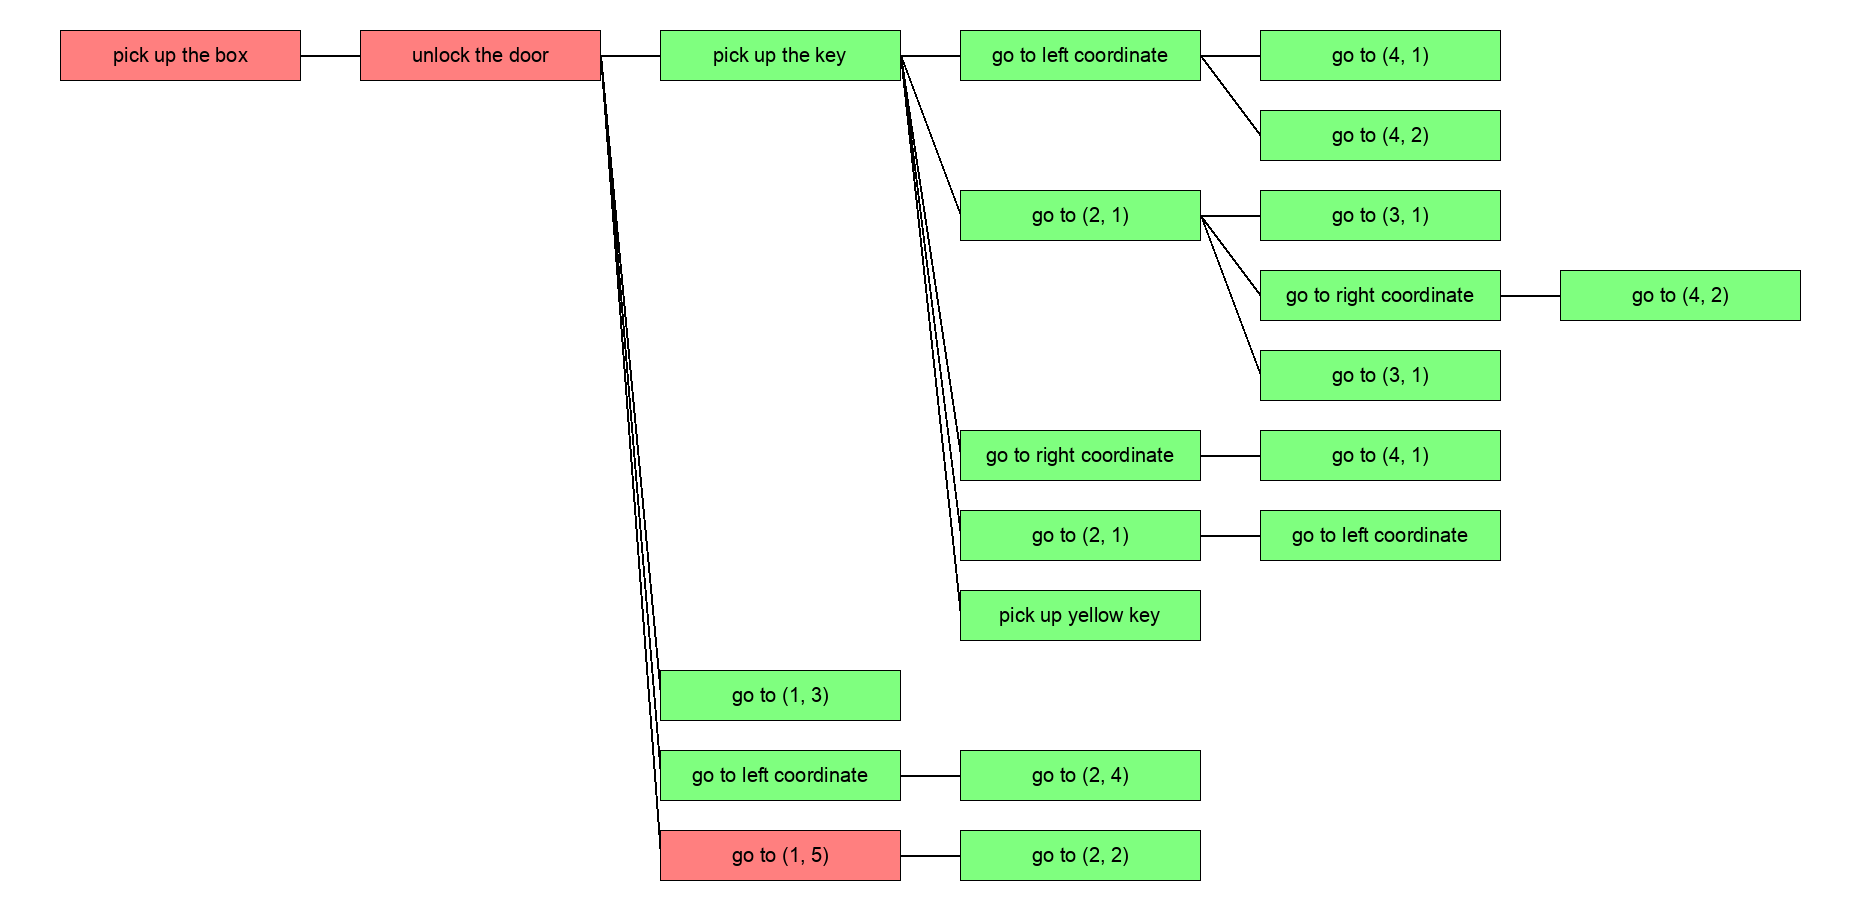 pick up the box
unlock the door
pick up the key
go to left coordinate
go to (4, 1)
go to (4, 2)
go to (2, 1)
go to (3, 1)
go to right coordinate
go to (4, 2)
go to (3, 1)
go to right coordinate
go to (4, 1)
go to (2, 1)
go to left coordinate
pick up yellow key
go to (1, 3)
go to left coordinate
go to (2, 4)
go to (1, 5)
go to (2, 2)